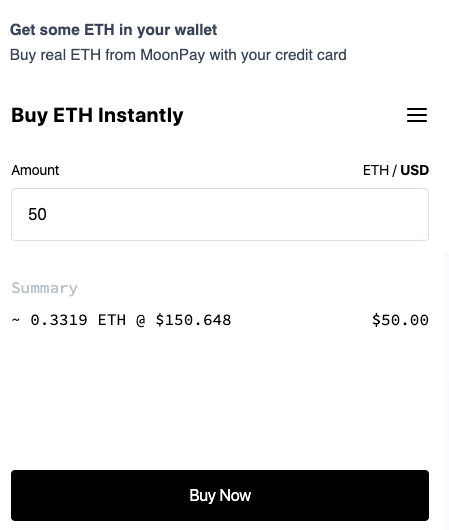 Get some ETH in your wallet
Buy real ETH from MoonPay with your credit card
Buy ETH Instantly
Amount ETH / USD
50
Summary
~ 0.3319 ETH @ $150.648 $50.00
Buy Now